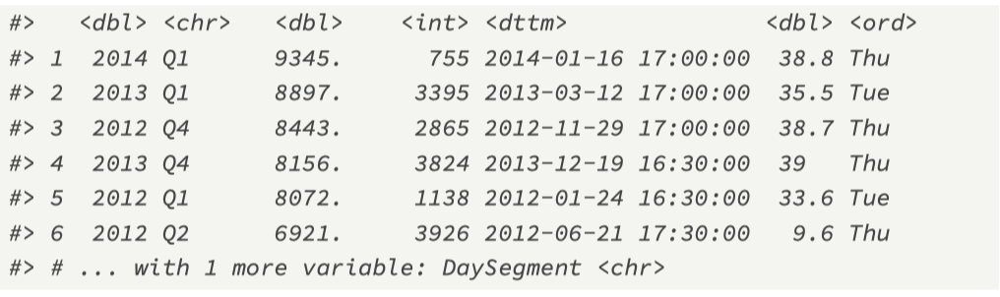 #>    <dbl> <chr>   <dbl>    <int> <dttm>              <dbl> <ord>
#> 1  2014 Q1      9345.      755 2014-01-16 17:00:00  38.8 Thu
#> 2  2013 Q1      8897.     3395 2013-03-12 17:00:00  35.5 Tue
#> 3  2012 Q4      8443.     2865 2012-11-29 17:00:00  38.7 Thu
#> 4  2013 Q4      8156.     3824 2013-12-19 16:30:00  39   Thu
#> 5  2012 Q1      8072.     1138 2012-01-24 16:30:00  33.6 Tue
#> 6  2012 Q2      6921.     3926 2012-06-21 17:30:00   9.6 Thu
#> # ... with 1 more variable: DaySegment <chr>